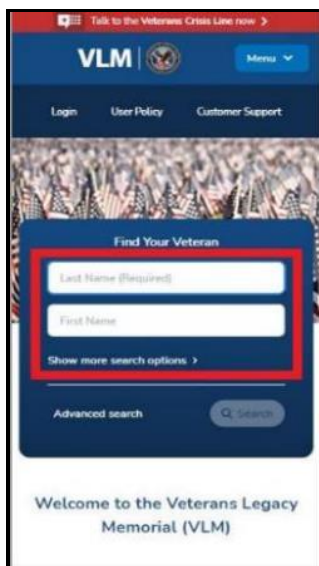 Talk to the Veterans Crisis Line now >
VLM
Menu
Login User Policy Customer Support
Find Your Veteran
Last Name (Required)
First Name
Show more search options >
Advanced search Search
Welcome to the Veterans Legacy
Memorial (VLM)